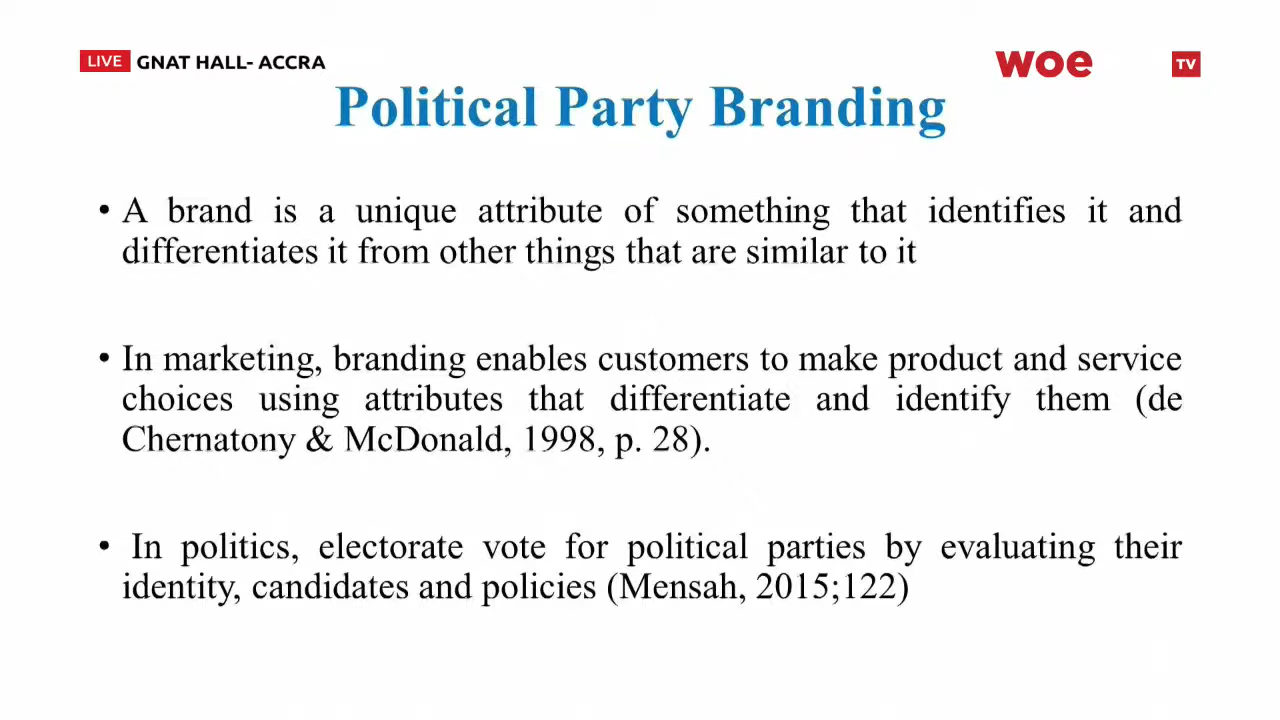 LIVE GNAT HALL- ACCRA
woe TV
Political Party Branding
• A brand is a unique attribute of something that identifies it and
differentiates it from other things that are similar to it
• In marketing, branding enables customers to make product and service
choices using attributes that differentiate and identify them (de
Chernatony & McDonald, 1998, p. 28).
• In politics, electorate vote for political parties by evaluating their
identity, candidates and policies (Mensah, 2015;122)